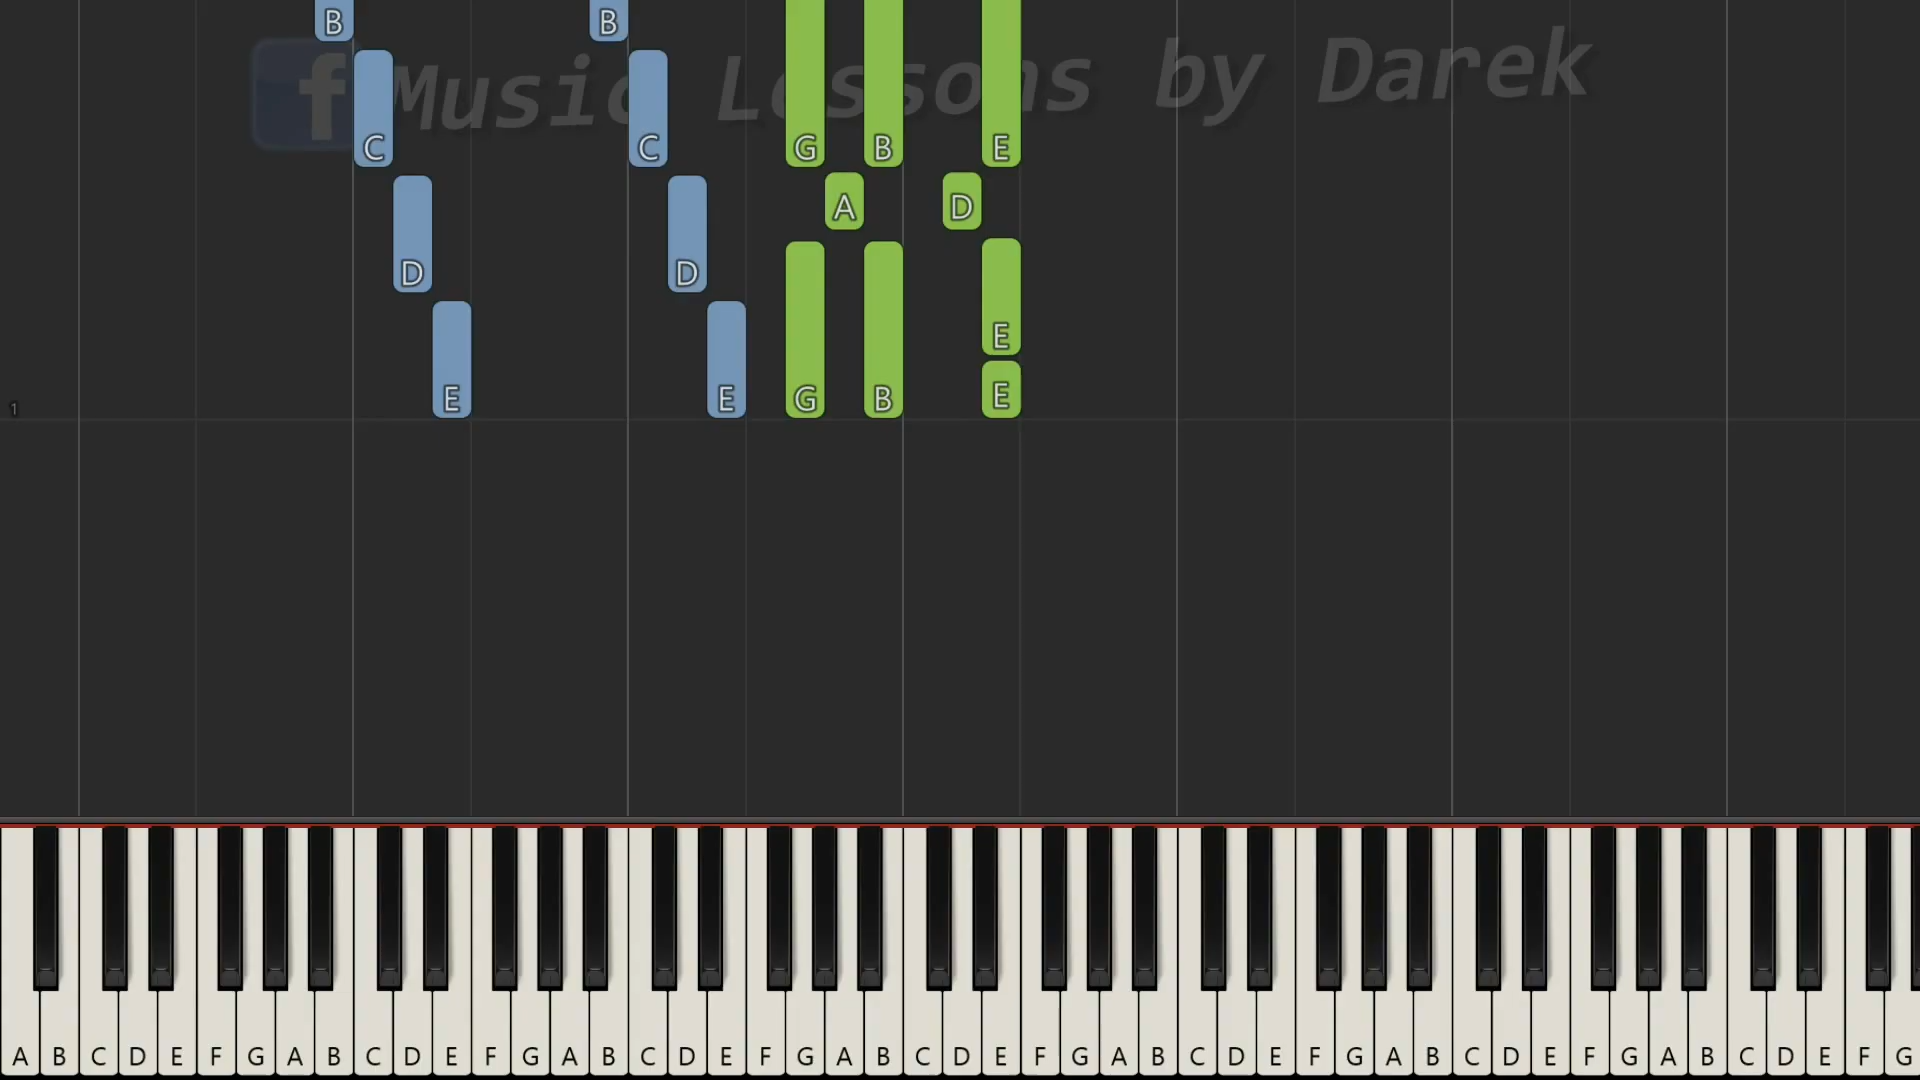 B B
f Music Lessons by Darek
C C G B E
A D
D D
E
E E G B E
1
A B C D E F G A B C D E F G A B C D E F G A B C D E F G A B C D E F G A B C D E F G A B C D E F G